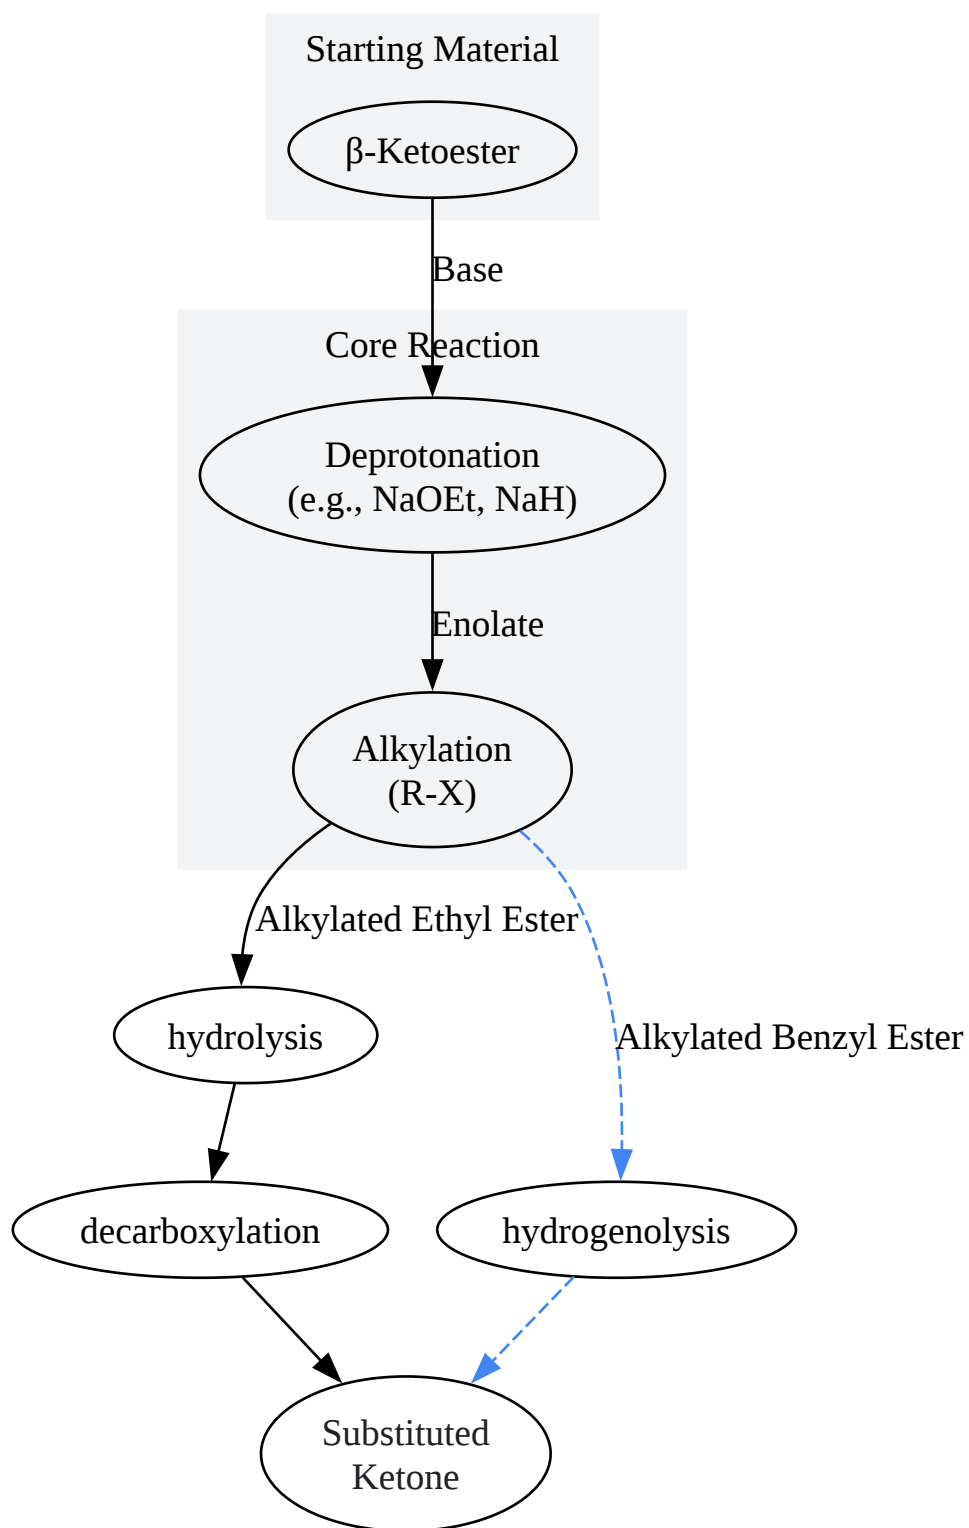 Starting Material
β-Ketoester
Base
Core Reaction
Deprotonation
(e.g., NaOEt, NaH)
Enolate
Alkylation
(R-X)
Alkylated Ethyl Ester
hydrolysis
Alkylated Benzyl Ester
decarboxylation
hydrogenolysis
Substituted
Ketone